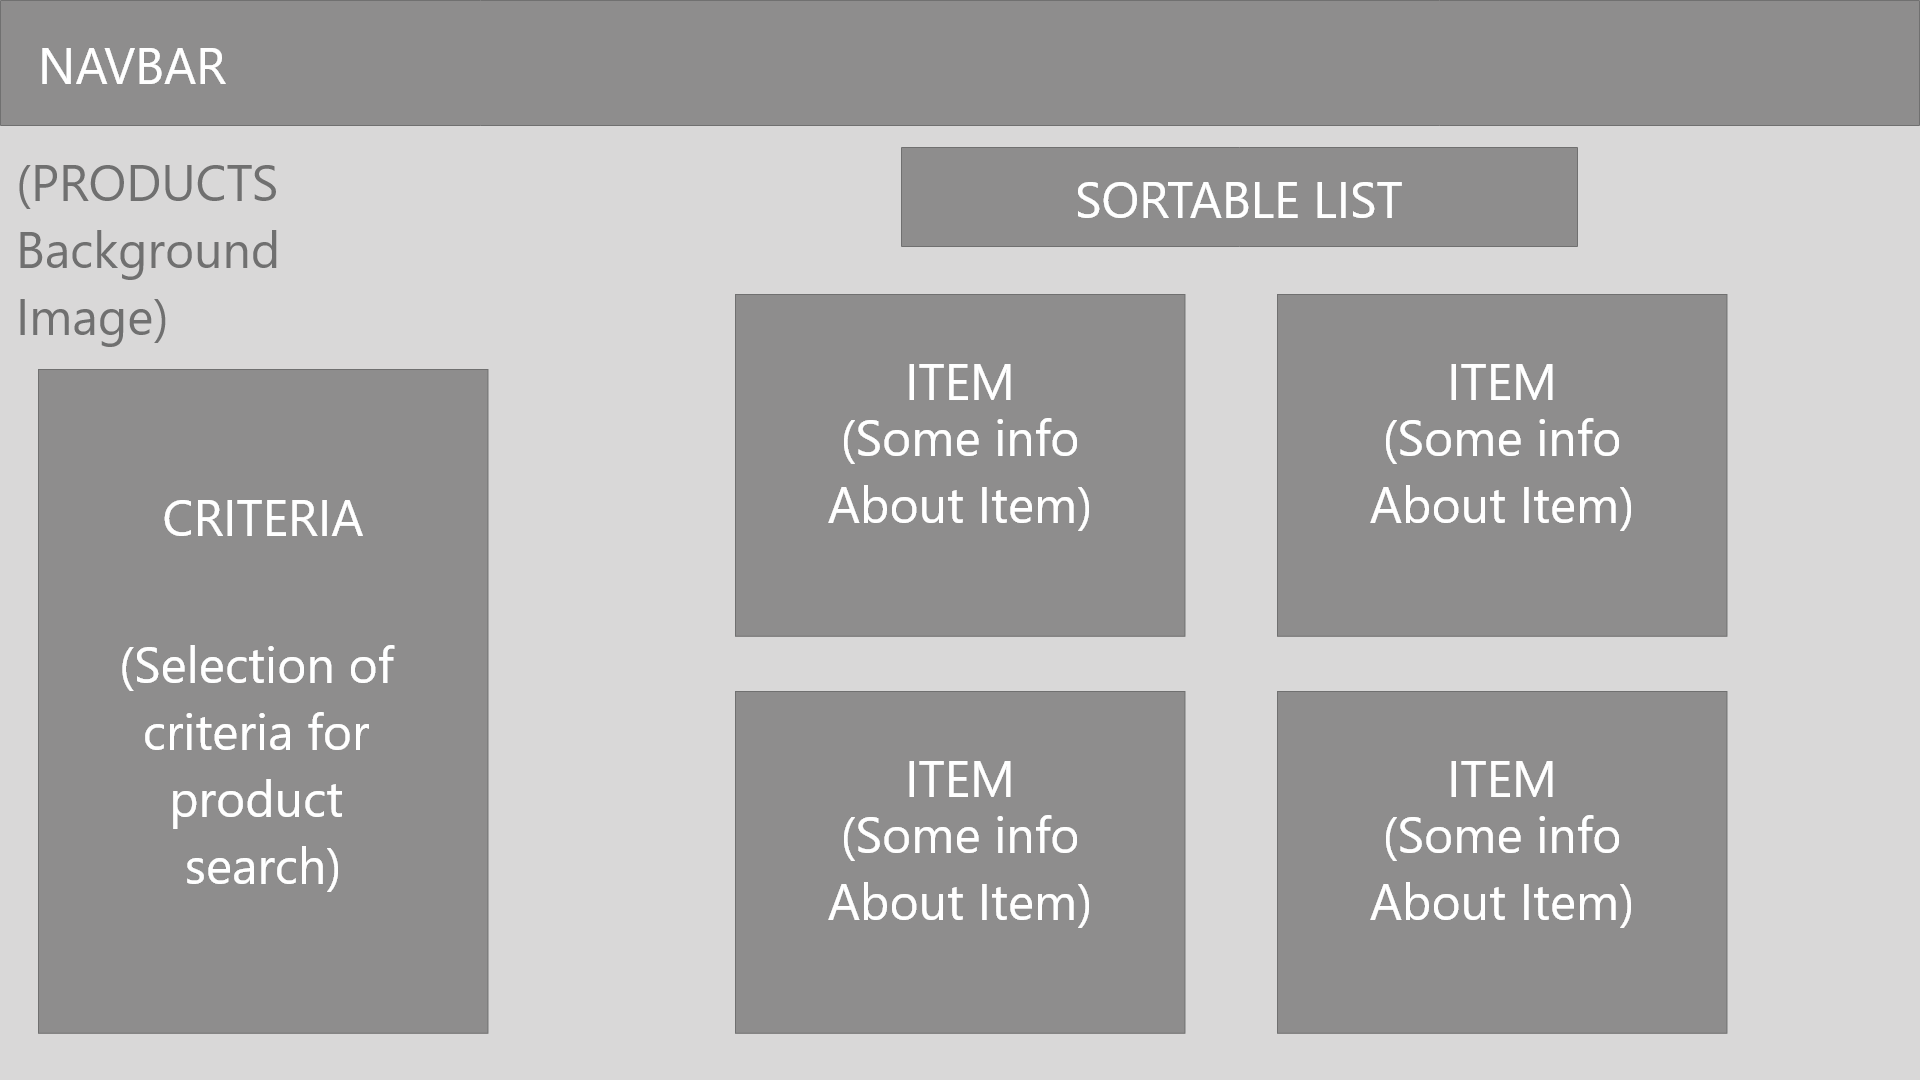 NAVBAR
(PRODUCTS
Background
Image)
SORTABLE LIST
CRITERIA
(Selection of
criteria for
product
search)
ITEM
(Some info
About Item)
ITEM
(Some info
About Item)
ITEM
(Some info
About Item)
ITEM
(Some info
About Item)